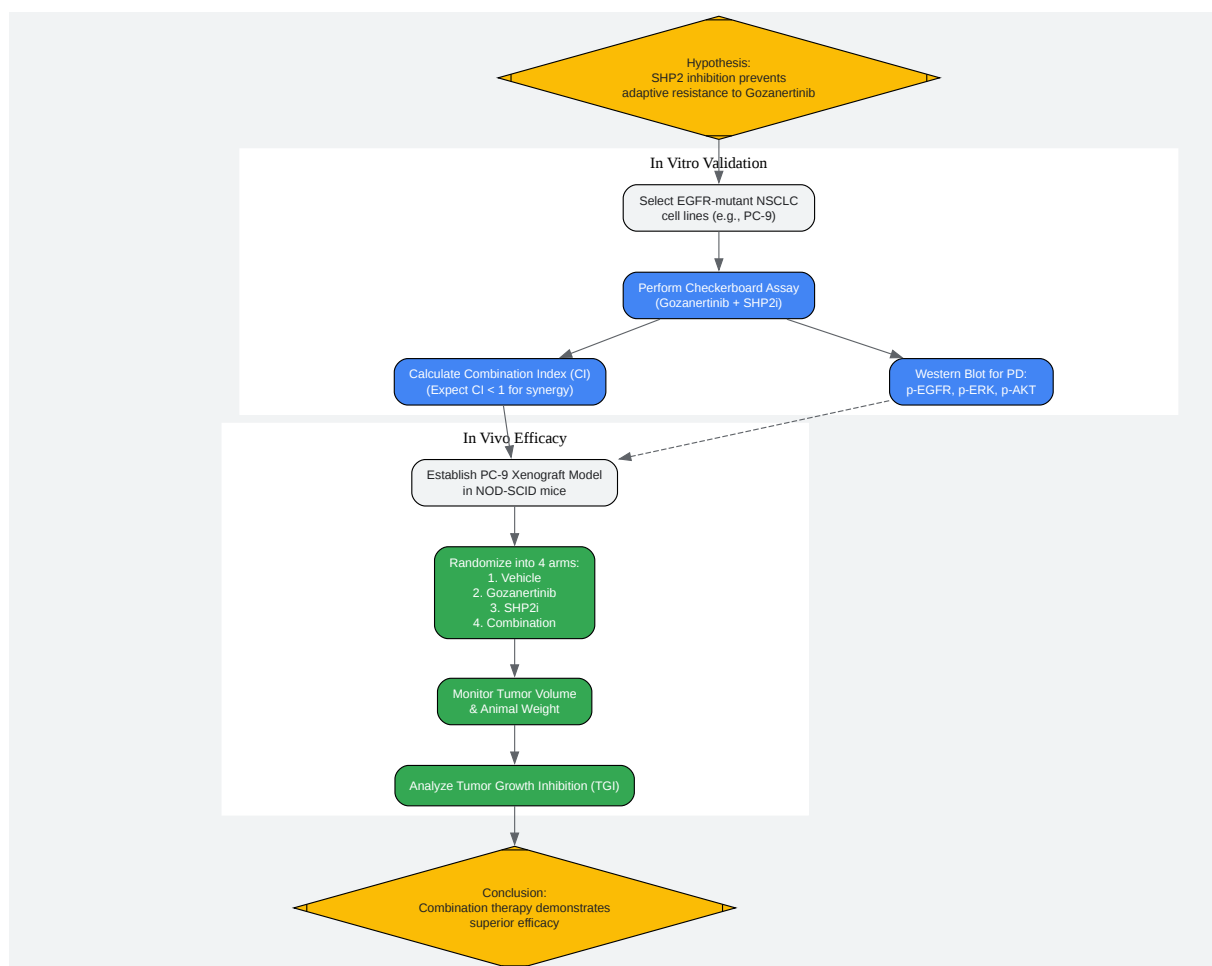 Hypothesis:
SHP2 inhibition prevents
adaptive resistance to Gozanertinib
In Vitro Validation
Select EGFR-mutant NSCLC
cell lines (e.g., PC-9)
Perform Checkerboard Assay
(Gozanertinib + SHP2i)
Calculate Combination Index (CI)
(Expect CI < 1 for synergy)
Western Blot for PD:
p-EGFR, p-ERK, p-AKT
In Vivo Efficacy
Establish PC-9 Xenograft Model
in NOD-SCID mice
Randomize into 4 arms:
1. Vehicle
2. Gozanertinib
3. SHP2i
4. Combination
Monitor Tumor Volume
& Animal Weight
Analyze Tumor Growth Inhibition (TGI)
Conclusion:
Combination therapy demonstrates
superior efficacy